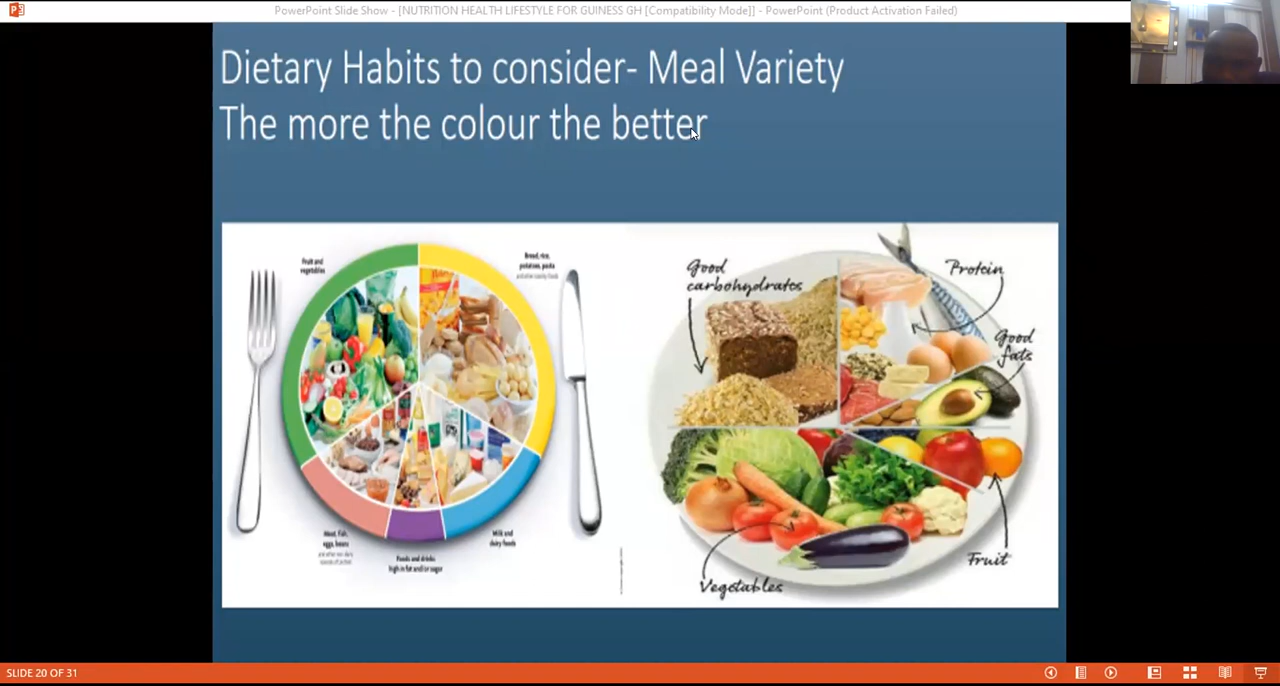 PowerPoint Slide Show - [NUTRITION HEALTH LIFESTYLE FOR GUINESS GH [Compatibility Mode]] - PowerPoint (Product Activation Failed)
Dietary Habits to consider- Meal Variety
The more the colour the better
Fruit and
vegetables
Bread, rice,
potatoes, pasta
and other starchy foods
Meat, fish,
eggs, beans
Foods and drinks
high in fat and/or sugar
Milk and
dairy foods
Good
carbohydrates
Protein
Good
fats
Vegetables
Fruit
SLIDE 20 OF 31